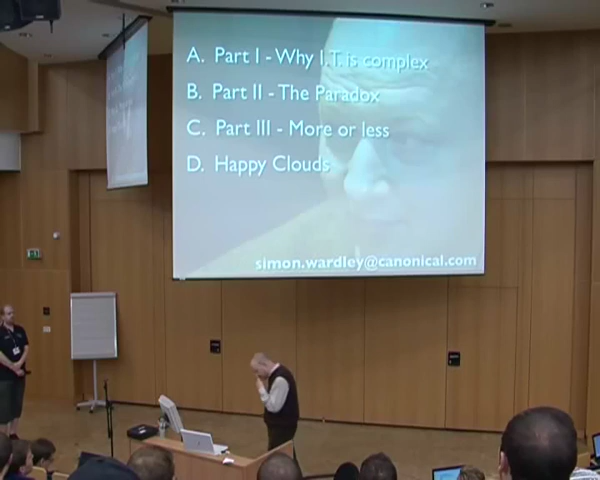 A. Part I - Why I.T. is complex
B. Part II - The Paradox
C. Part III - More or less
D. Happy Clouds
simon.wardley@canonical.com